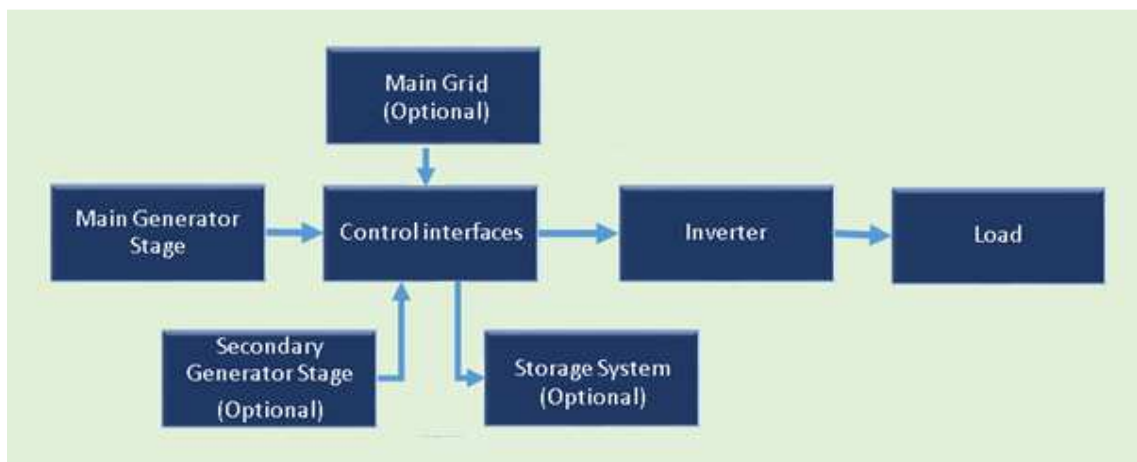 Main Grid
(Optional)
Main Generator
Stage
Control interfaces
Inverter
Load
Secondary
Generator Stage
(Optional)
Storage System
(Optional)